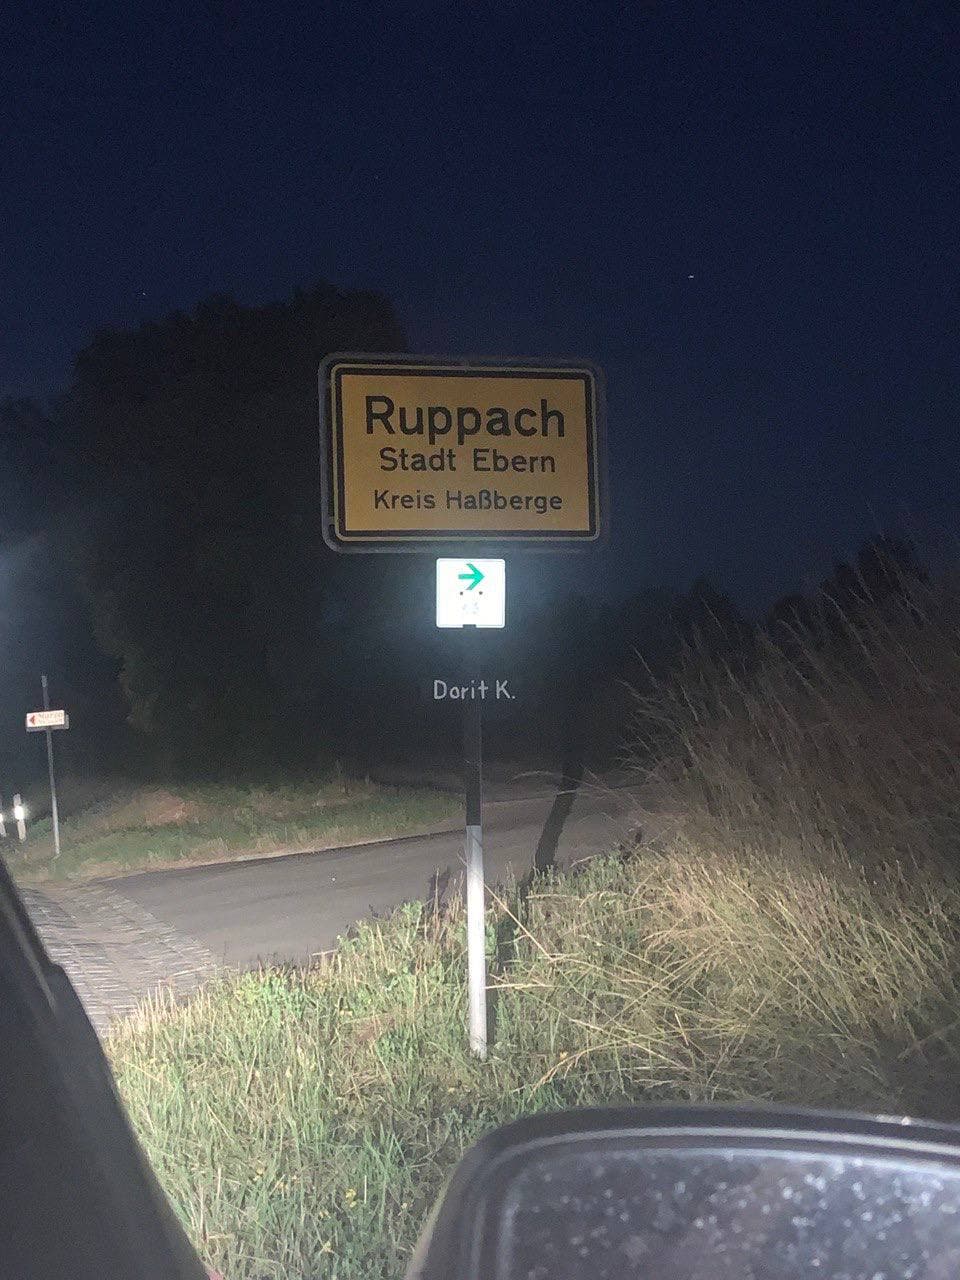 Ruppach
Stadt Ebern
Kreis Haßberge
Dorit K.